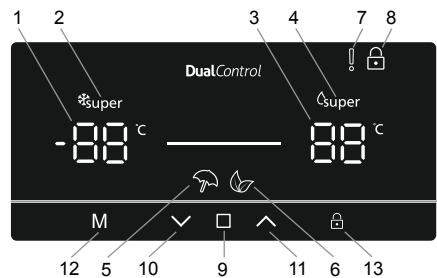 1 2 3 4 7 8
DualControl
super super
-88 °C 88 °C
M
12 5 10 9 11 6 13